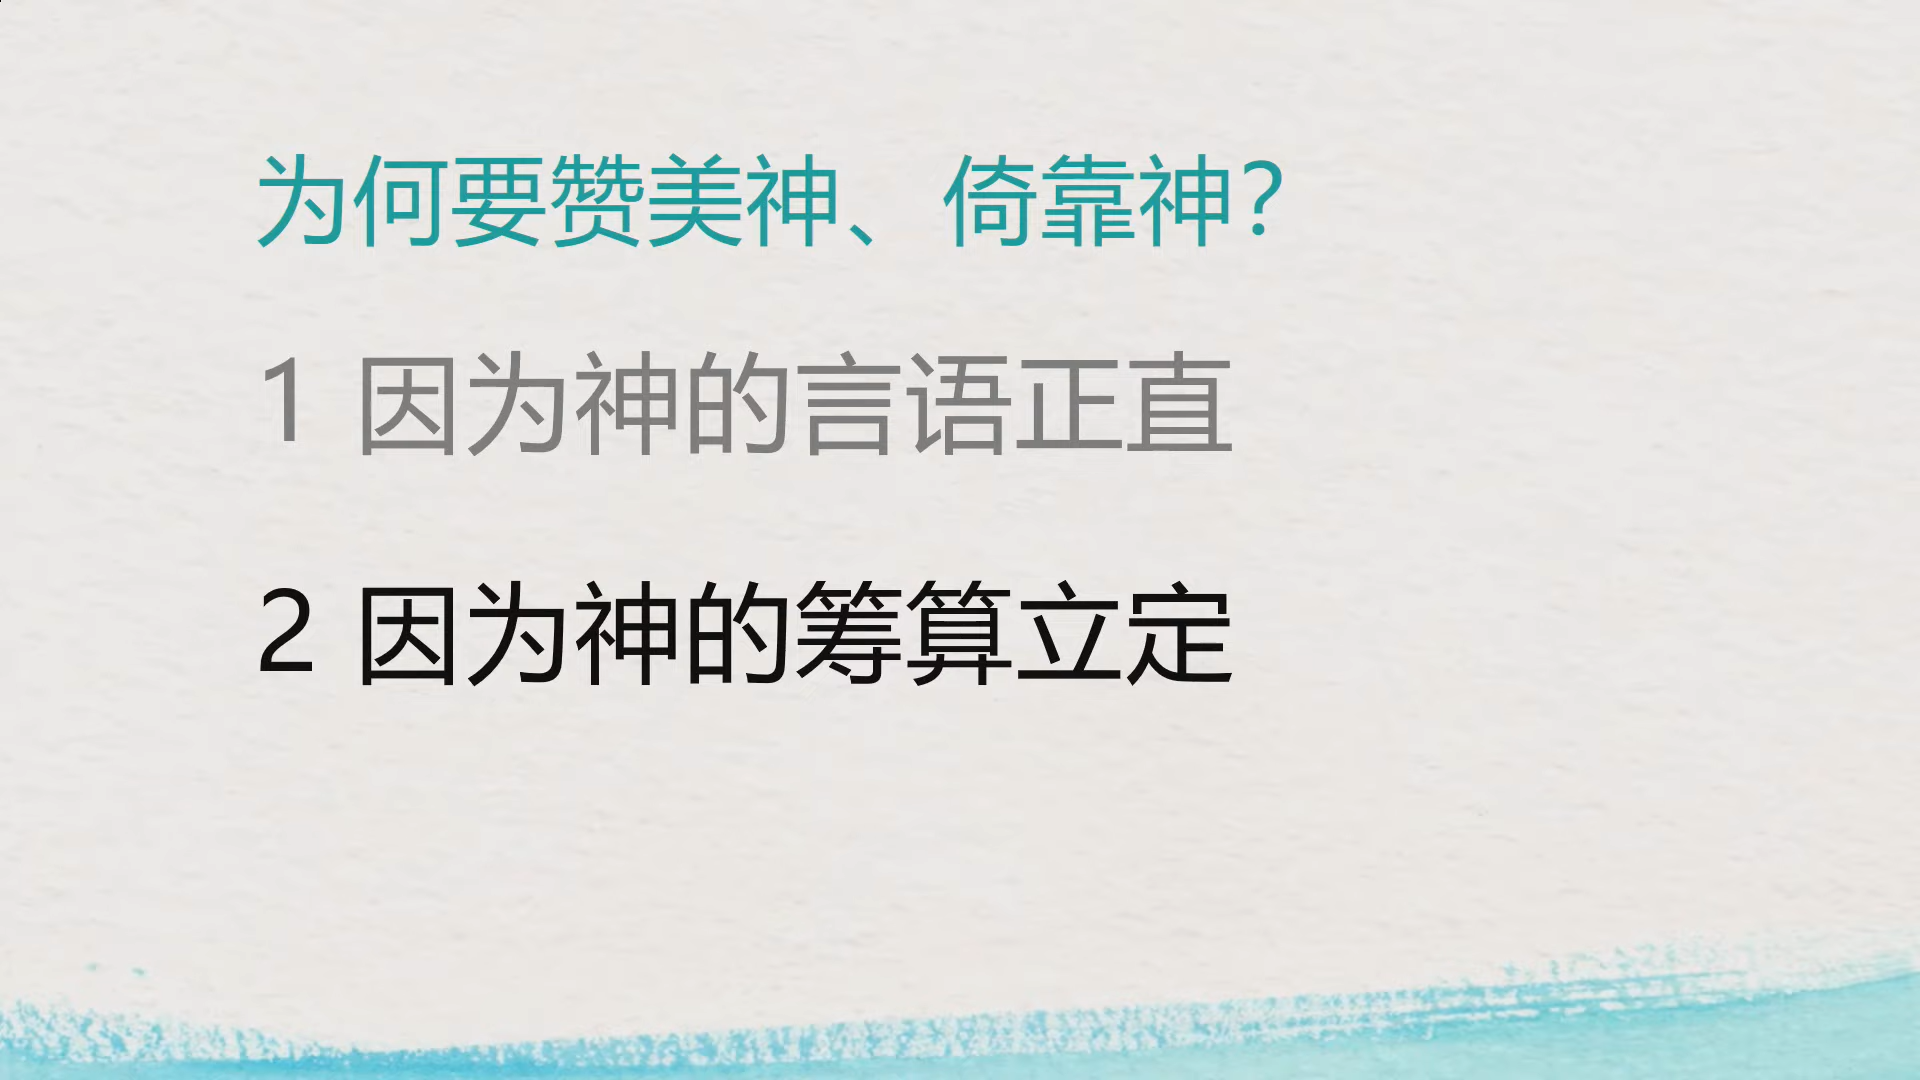 为何要赞美神、倚靠神？
1 因为神的言语正直
2 因为神的筹算立定